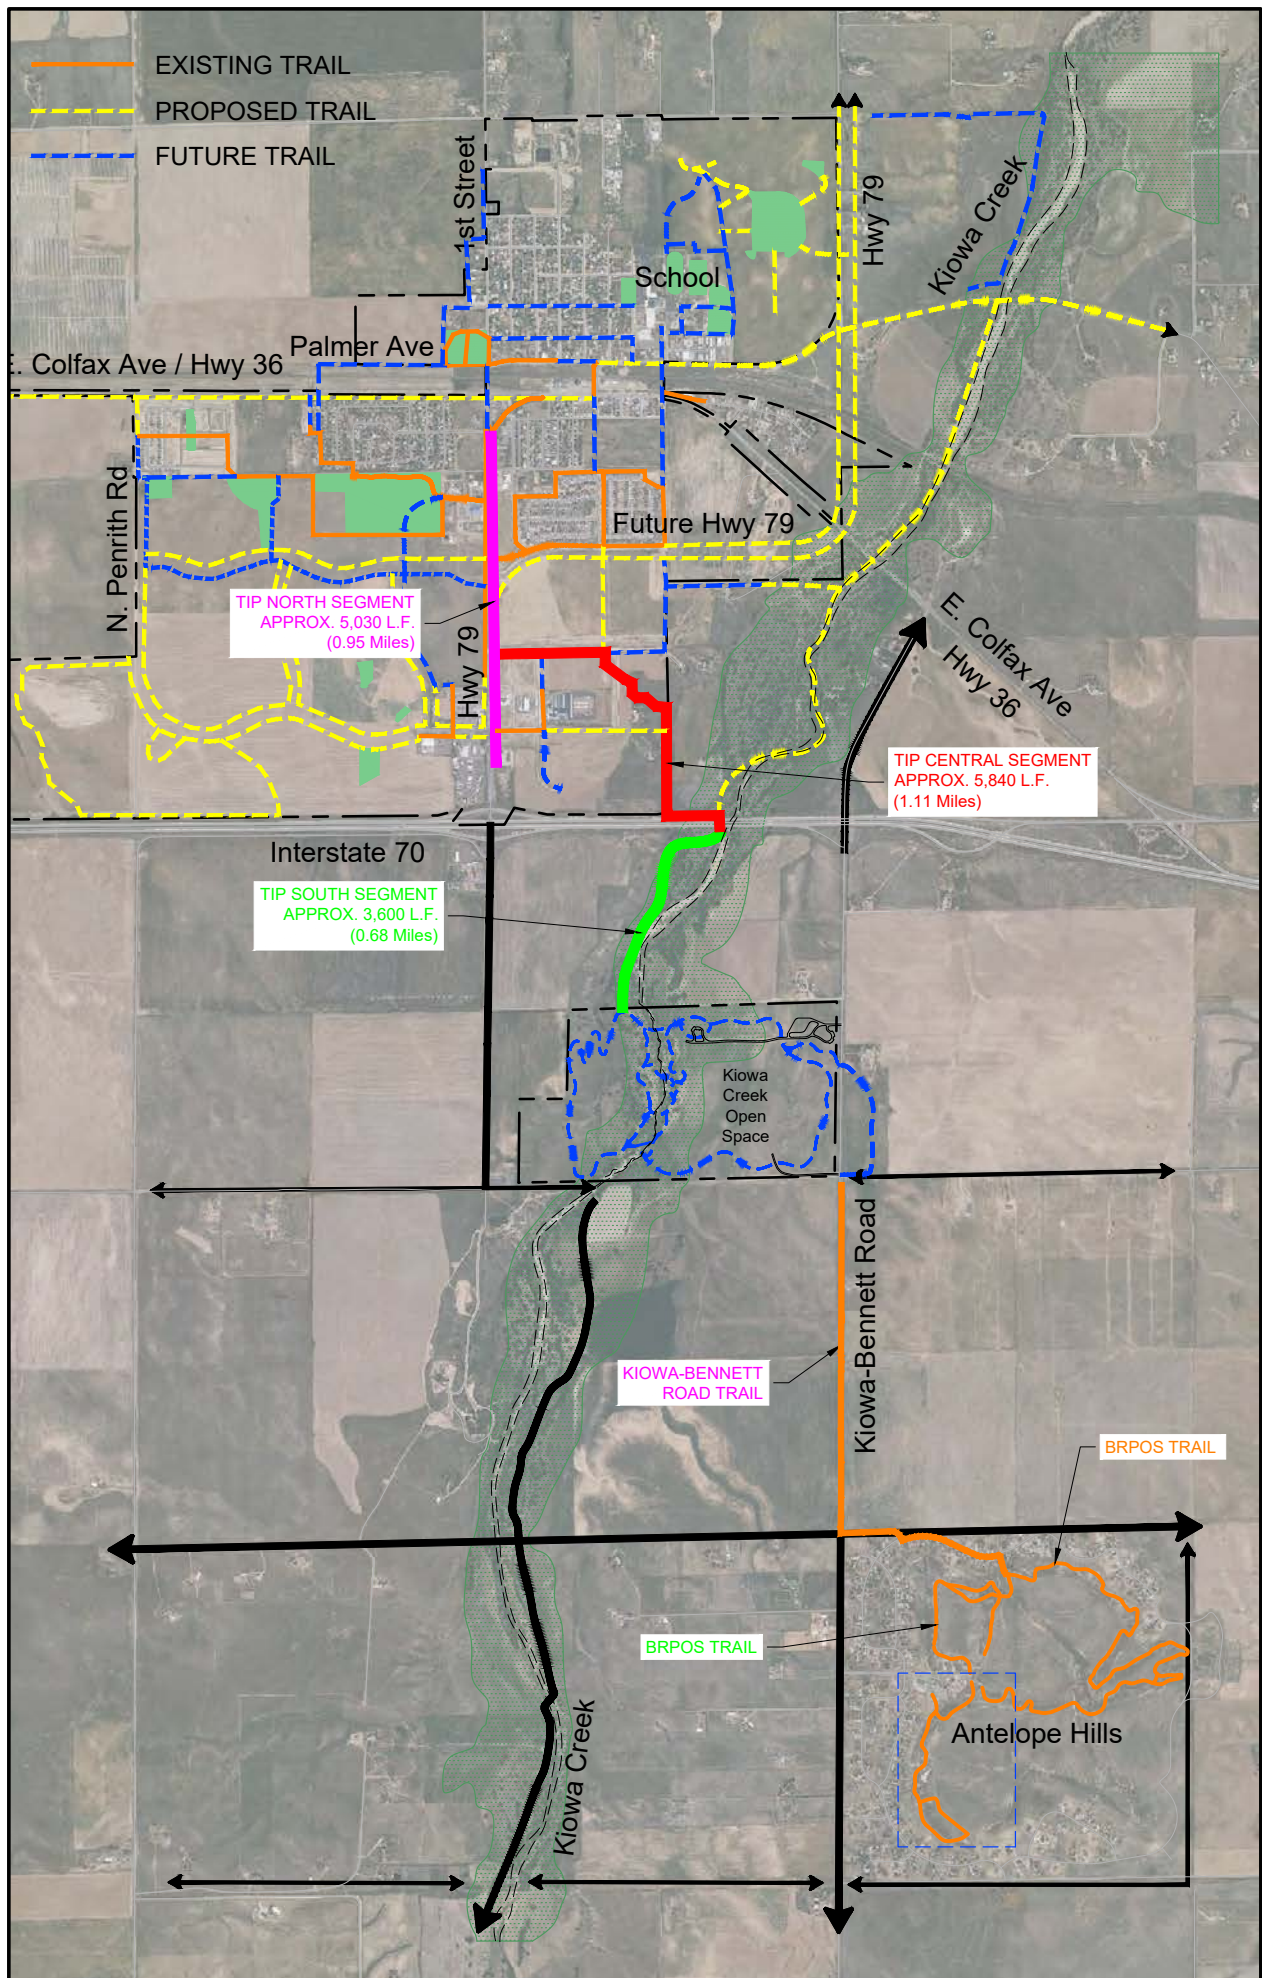 EXISTING TRAIL
PROPOSED TRAIL
FUTURE TRAIL
1st Street
Hwy 79
Kiowa Creek
School
Palmer Ave
E. Colfax Ave / Hwy 36
N. Penrith Rd
Future Hwy 79
TIP NORTH SEGMENT
APPROX. 5,030 L.F.
(0.95 Miles)
Hwy 79
E. Colfax Ave
Hwy 36
TIP CENTRAL SEGMENT
APPROX. 5,840 L.F.
(1.11 Miles)
Interstate 70
TIP SOUTH SEGMENT
APPROX. 3,600 L.F.
(0.68 Miles)
Kiowa
Creek
Open
Space
Kiowa-Bennett Road
KIOWA-BENNETT
ROAD TRAIL
BRPOS TRAIL
BRPOS TRAIL
Antelope Hills
Kiowa Creek